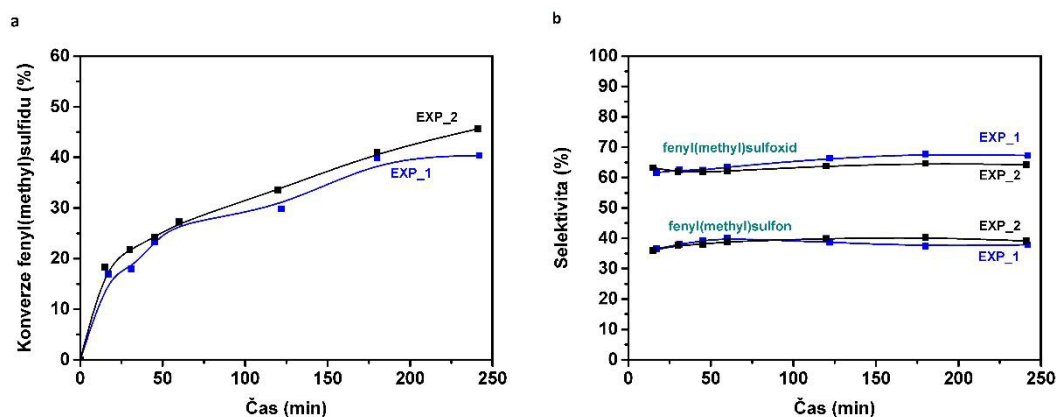 a
Konverze fenyl(methyl)sulfidu (%)
60
50
40
30
20
10
0
EXP_2
EXP_1
0 50 100 150 200 250
Čas (min)
b
Selektivita (%)
100
90
80
70
60
50
40
30
20
10
0
fenyl(methyl)sulfoxid
EXP_1
EXP_2
fenyl(methyl)sulfon
EXP_2
EXP_1
0 50 100 150 200 250
Čas (min)